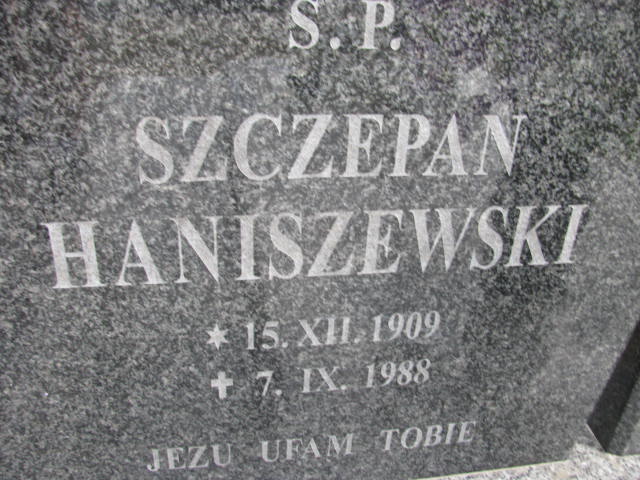 Ś.P.
SZCZEPAN
HANISZEWSKI
✶ 15. XII. 1909
✝ 7. IX. 1988
JEZU UFAM TOBIE